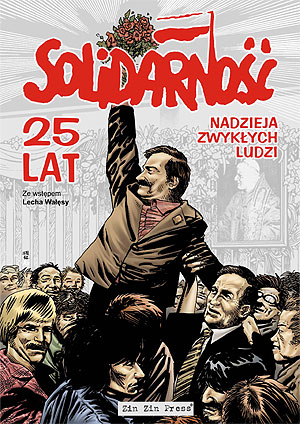 SOLIDARNOŚĆ
25
LAT
NADZIEJA
ZWYKŁYCH
LUDZI
Ze wstępem
Lecha Wałęsy
Zin Zin Press